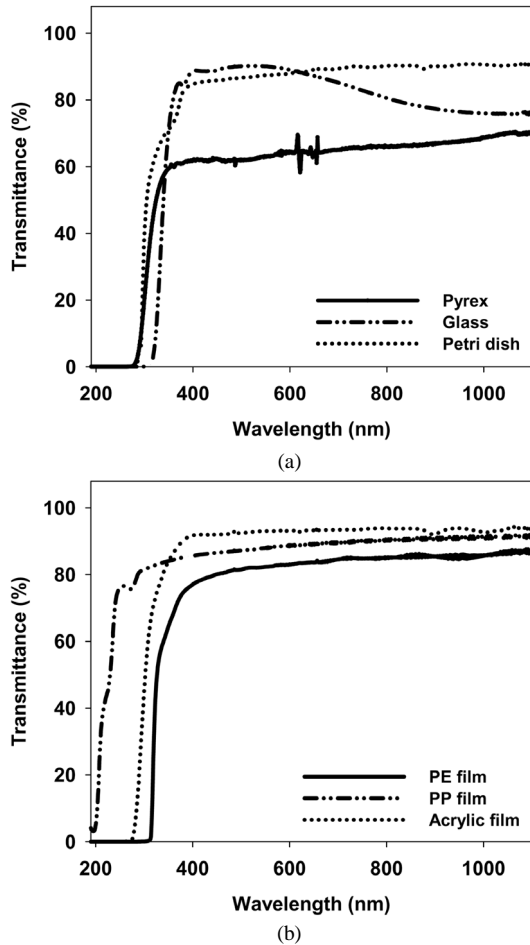 100
80
60
40
20
0
Transmittance (%)
Pyrex
Glass
Petri dish
200 400 600 800 1000
Wavelength (nm)
(a)
100
80
60
40
20
0
Transmittance (%)
PE film
PP film
Acrylic film
200 400 600 800 1000
Wavelength (nm)
(b)